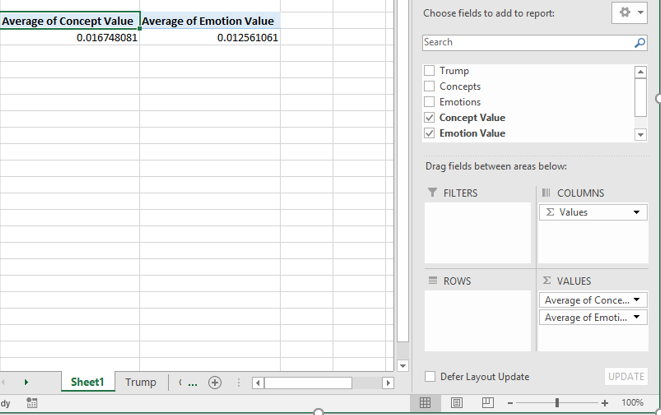 Choose fields to add to report:
Average of Concept Value Average of Emotion Value
0.016748081 0.012561061
Search
Trump
Concepts
Emotions
Concept Value
Emotion Value
Drag fields between areas below:
FILTERS
COLUMNS
Σ Values
ROWS
Σ VALUES
Average of Conce...
Average of Emoti...
Defer Layout Update
UPDATE
Sheet1 Trump ...
dy
100%